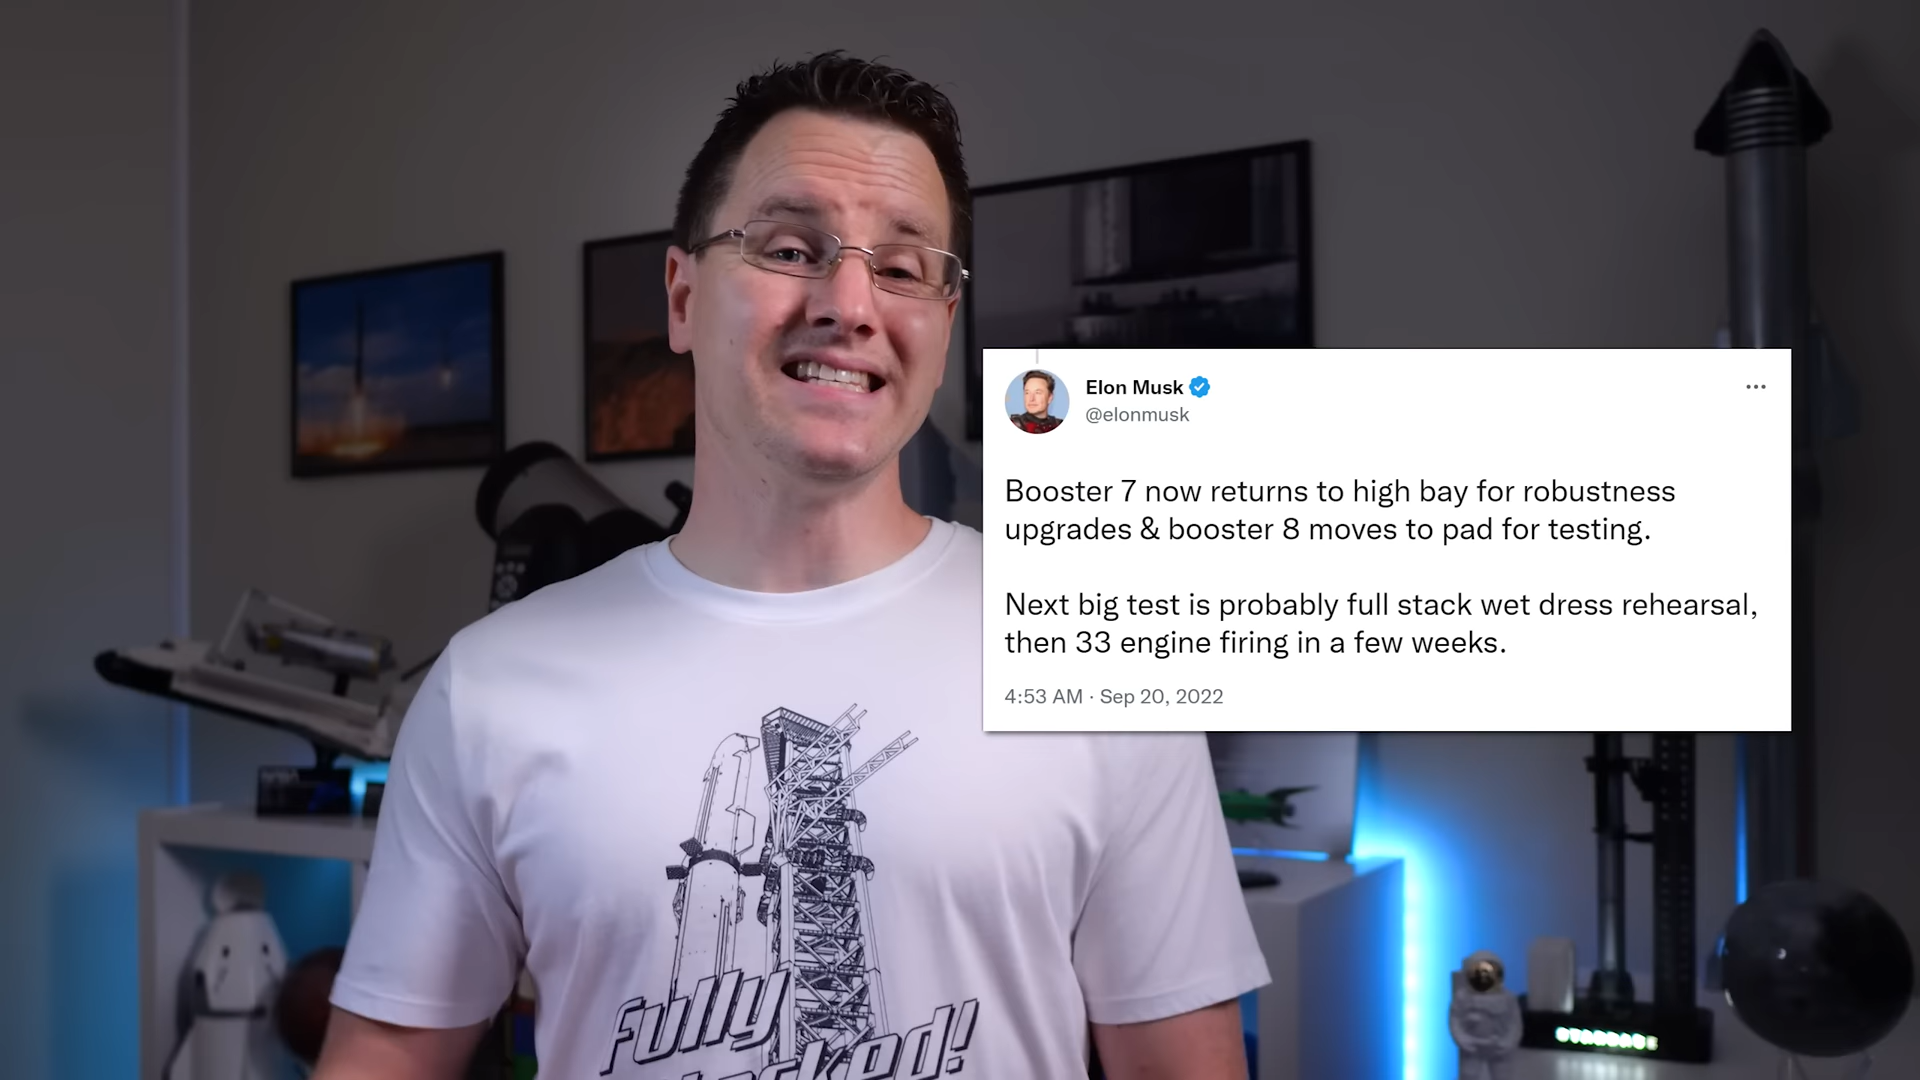 Elon Musk
@elonmusk
Booster 7 now returns to high bay for robustness
upgrades & booster 8 moves to pad for testing.
Next big test is probably full stack wet dress rehearsal,
then 33 engine firing in a few weeks.
4:53 AM · Sep 20, 2022
Fully